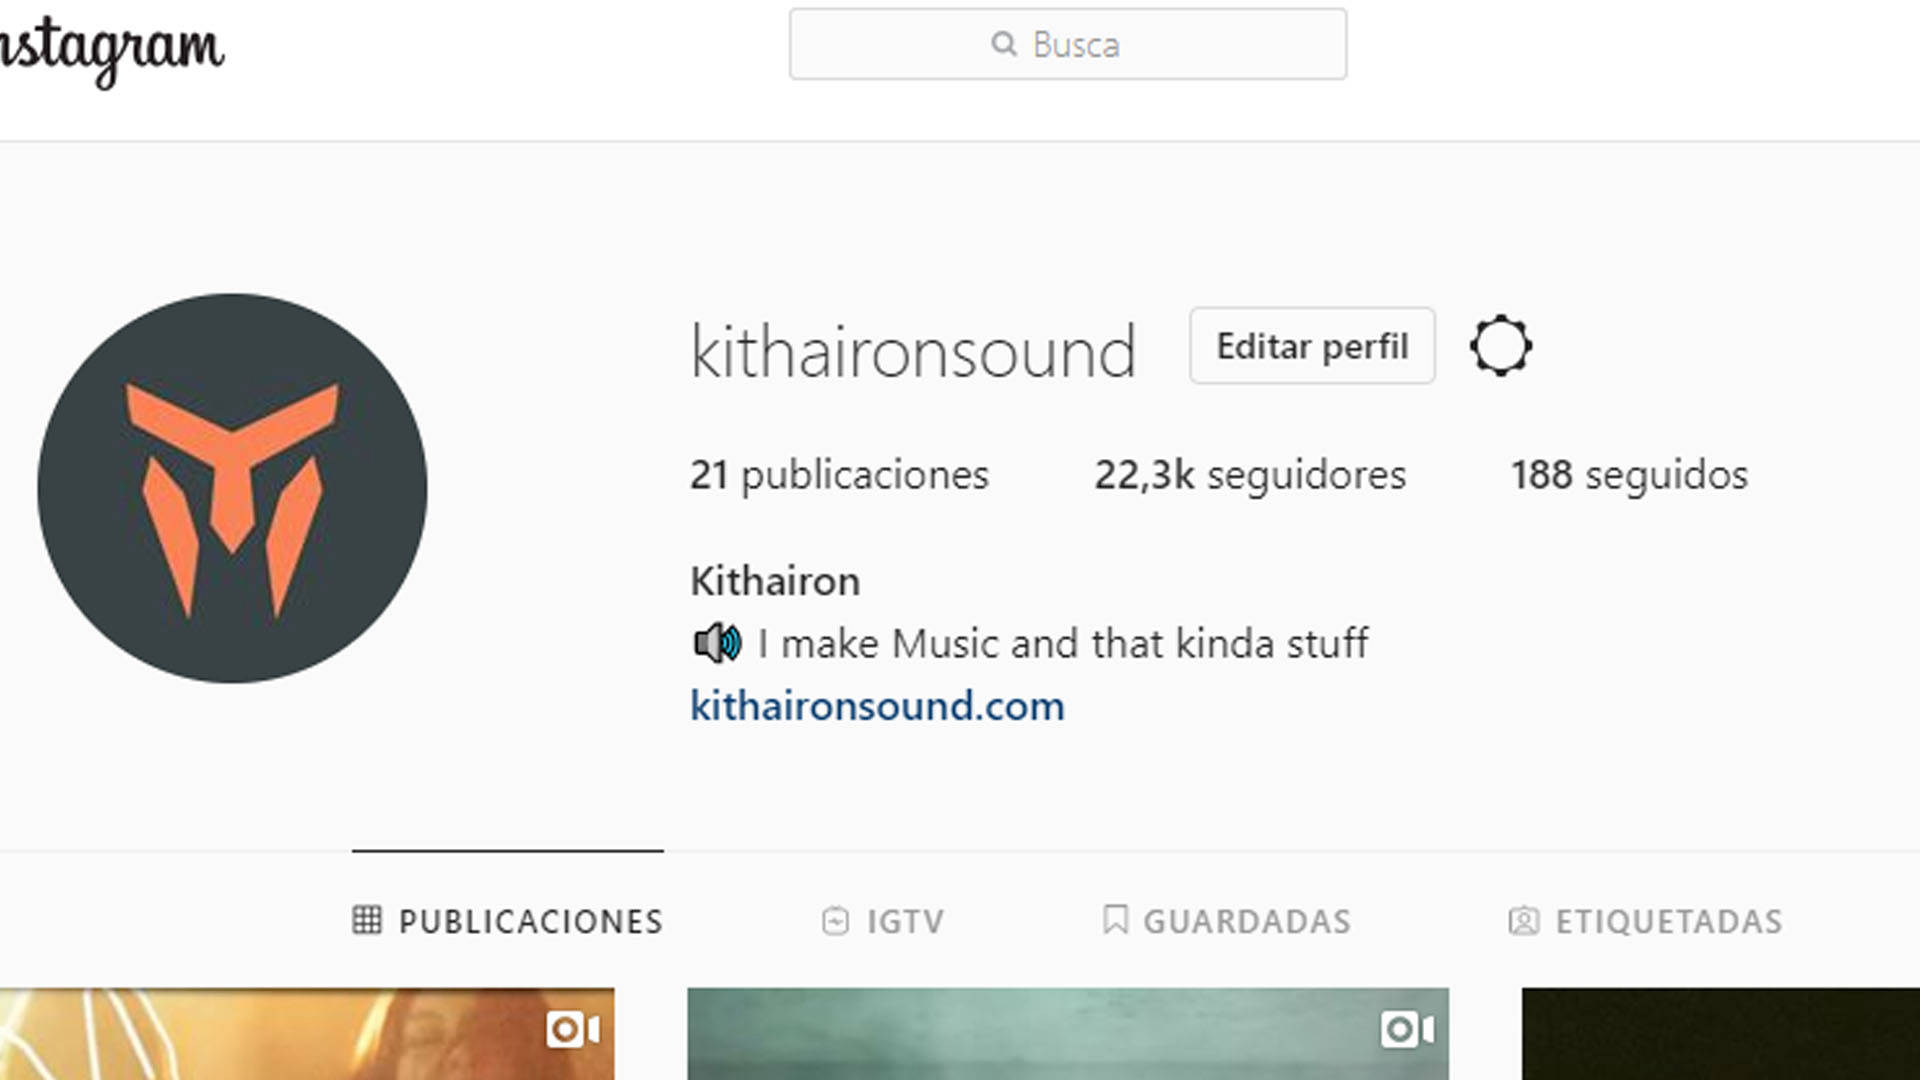 nstagram
Busca
kithaironsound Editar perfil
21 publicaciones 22,3k seguidores 188 seguidos
Kithairon
🔊 I make Music and that kinda stuff
kithaironsound.com
PUBLICACIONES IGTV GUARDADAS ETIQUETADAS